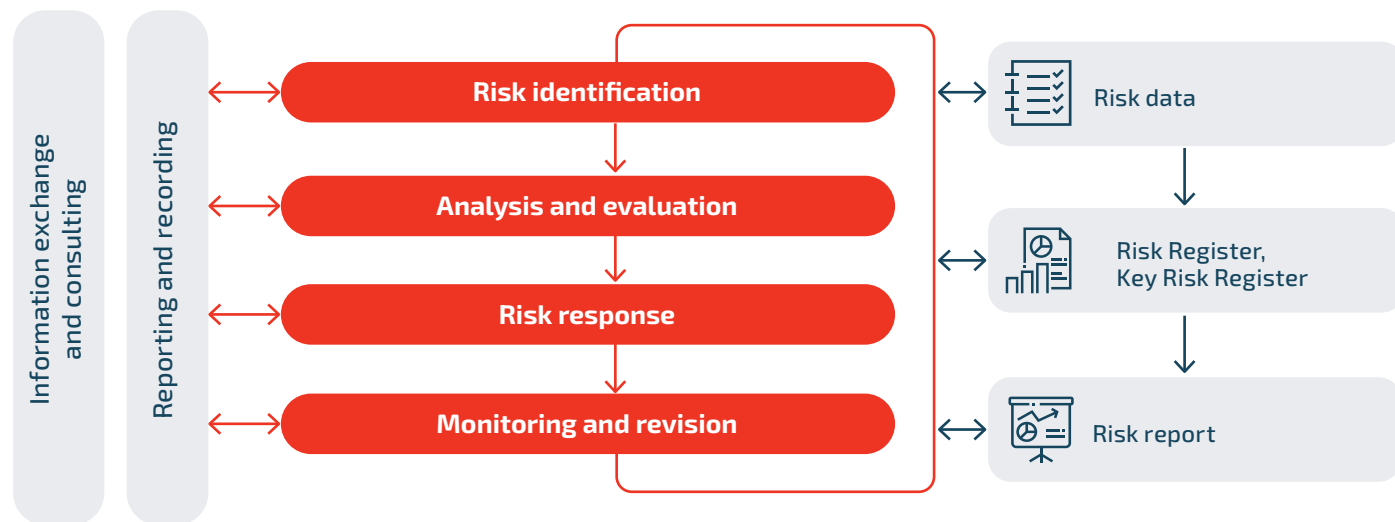 Information exchange
and consulting
Reporting and recording
Risk identification
Analysis and evaluation
Risk response
Monitoring and revision
Risk data
Risk Register,
Key Risk Register
Risk report